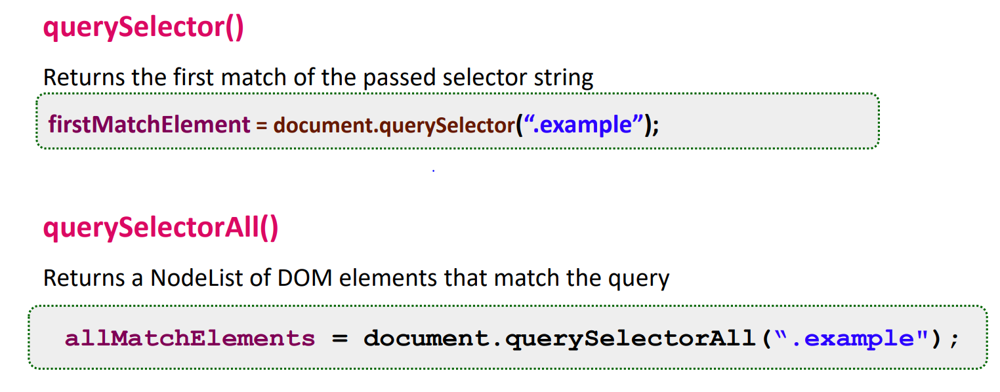 querySelector()
Returns the first match of the passed selector string
firstMatchElement = document.querySelector(“.example”);
querySelectorAll()
Returns a NodeList of DOM elements that match the query
allMatchElements = document.querySelectorAll(“.example");